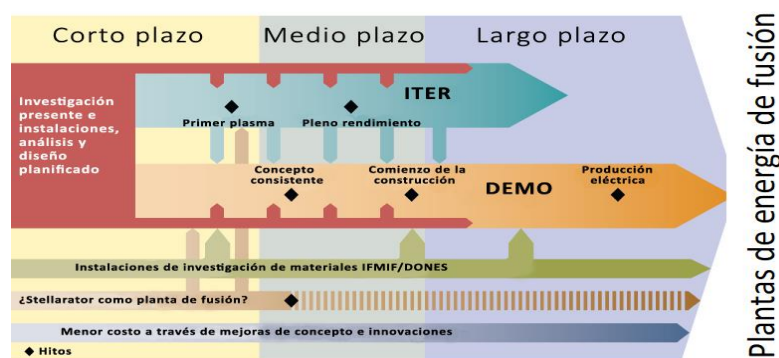 Corto plazo
Medio plazo
Largo plazo
Investigación
presente e
instalaciones,
análisis y
diseño
planificado
ITER
Primer plasma
Pleno rendimiento
Concepto
consistente
Comienzo de la
construcción
DEMO
Producción
eléctrica
Instalaciones de investigación de materiales IFMIF/DONES
¿Stellarator como planta de fusión?
Menor costo a través de mejoras de concepto e innovaciones
Hitos
Plantas de energía de fusión